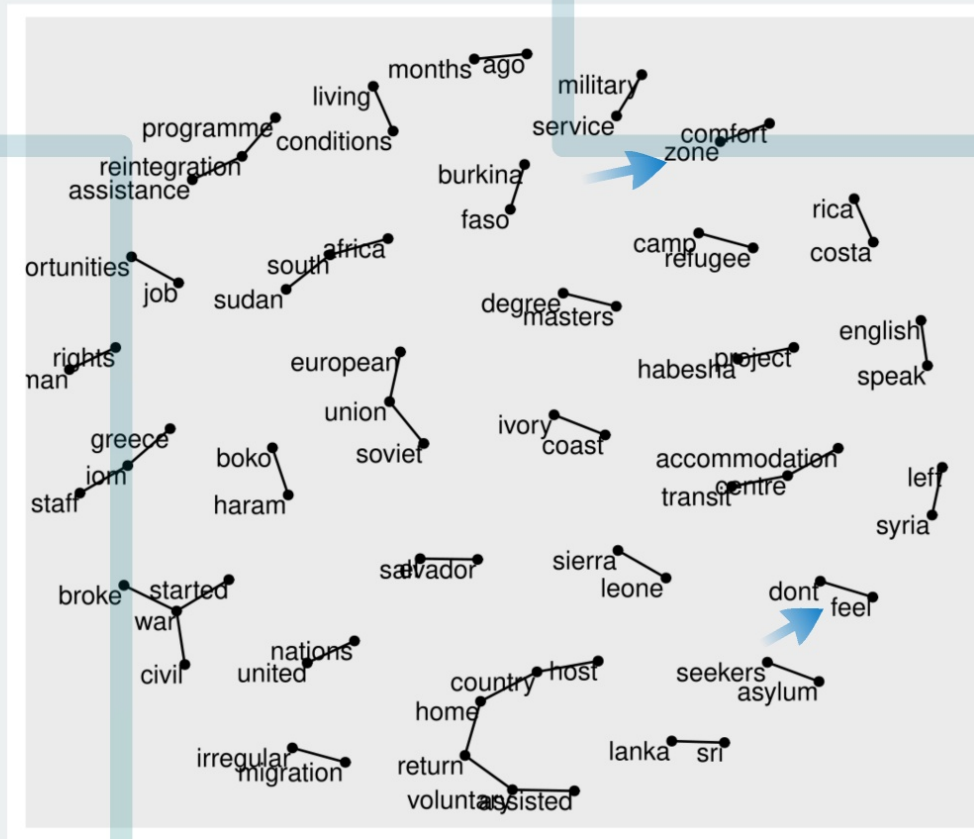 months ago
living
military
programme
conditions
service
comfort
zone
reintegration
assistance
burkina
faso
rica
africa
camp
costa
south
refugee
ortunities
job
sudan
degree
masters
english
rights
european
project
habesha
speak
man
union
ivory
greece
coast
soviet
boko
accommodation
iom
left
centre
transit
staff
haram
syria
sierra
salvador
el
leone
broke
started
dont
feel
war
nations
united
civil
host
seekers
country
asylum
home
irregular
migration
lanka sri
return
voluntary assisted